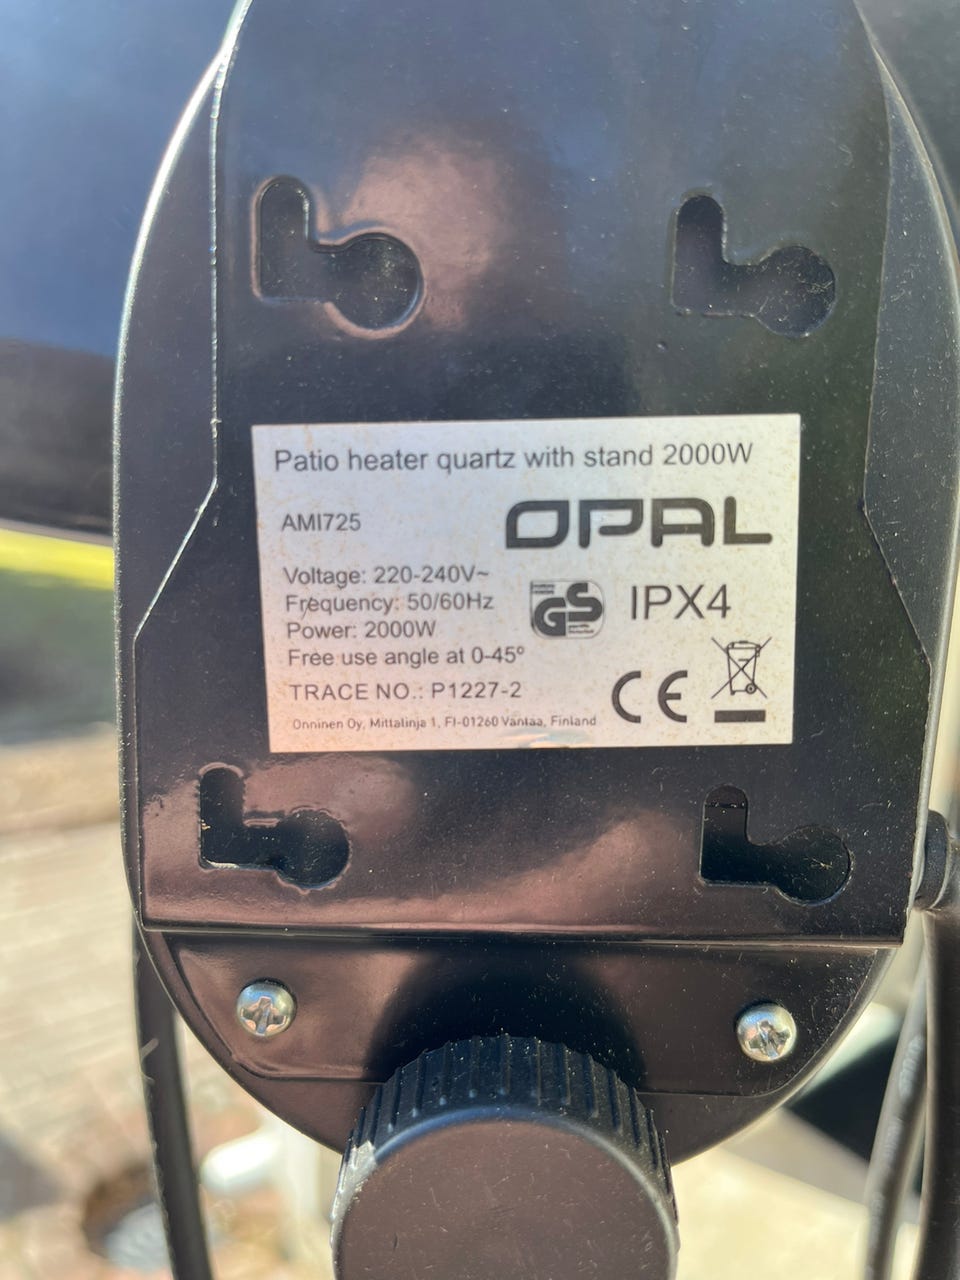 Patio heater quartz with stand 2000W
AMI725
OPAL
Voltage: 220-240V~
Frequency: 50/60Hz
Power: 2000W
Free use angle at 0-45º
TRACE NO.: P1227-2
Onninen Oy, Mittalinja 1, FI-01260 Vantaa, Finland
GS
IPX4
CE